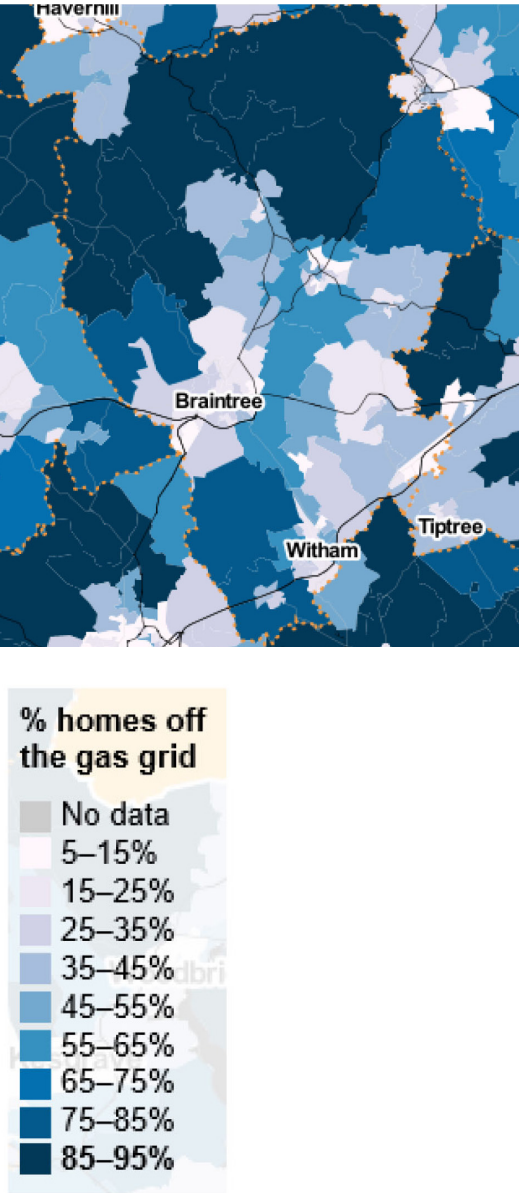 Haverhill
Braintree
Tiptree
Witham
% homes off
the gas grid
No data
5–15%
15–25%
25–35%
35–45%
45–55%
55–65%
65–75%
75–85%
85–95%